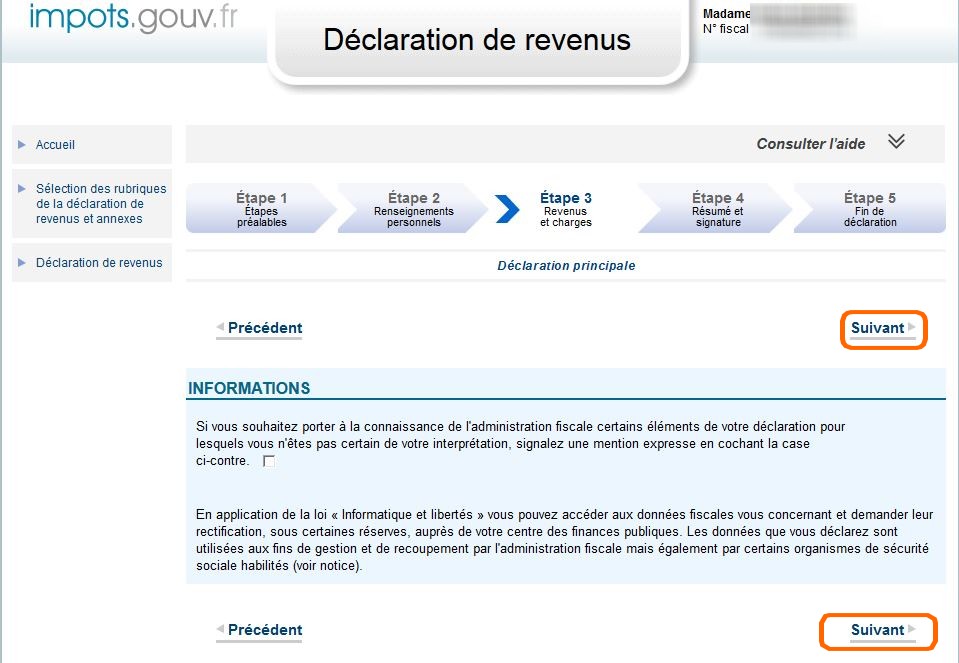 impots.gouv.fr
Déclaration de revenus
Madame
N° fiscal
Accueil
Sélection des rubriques
de la déclaration de
revenus et annexes
Déclaration de revenus
Consulter l'aide
Étape 1
Étapes
préalables
Étape 2
Renseignements
personnels
Étape 3
Revenus
et charges
Étape 4
Résumé et
signature
Étape 5
Fin de
déclaration
Déclaration principale
Précédent
Suivant
INFORMATIONS
Si vous souhaitez porter à la connaissance de l'administration fiscale certains éléments de votre déclaration pour
lesquels vous n'êtes pas certain de votre interprétation, signalez une mention expresse en cochant la case
ci-contre.
En application de la loi « Informatique et libertés » vous pouvez accéder aux données fiscales vous concernant et demander leur
rectification, sous certaines réserves, auprès de votre centre des finances publiques. Les données que vous déclarez sont
utilisées aux fins de gestion et de recoupement par l'administration fiscale mais également par certains organismes de sécurité
sociale habilités (voir notice).
Précédent
Suivant